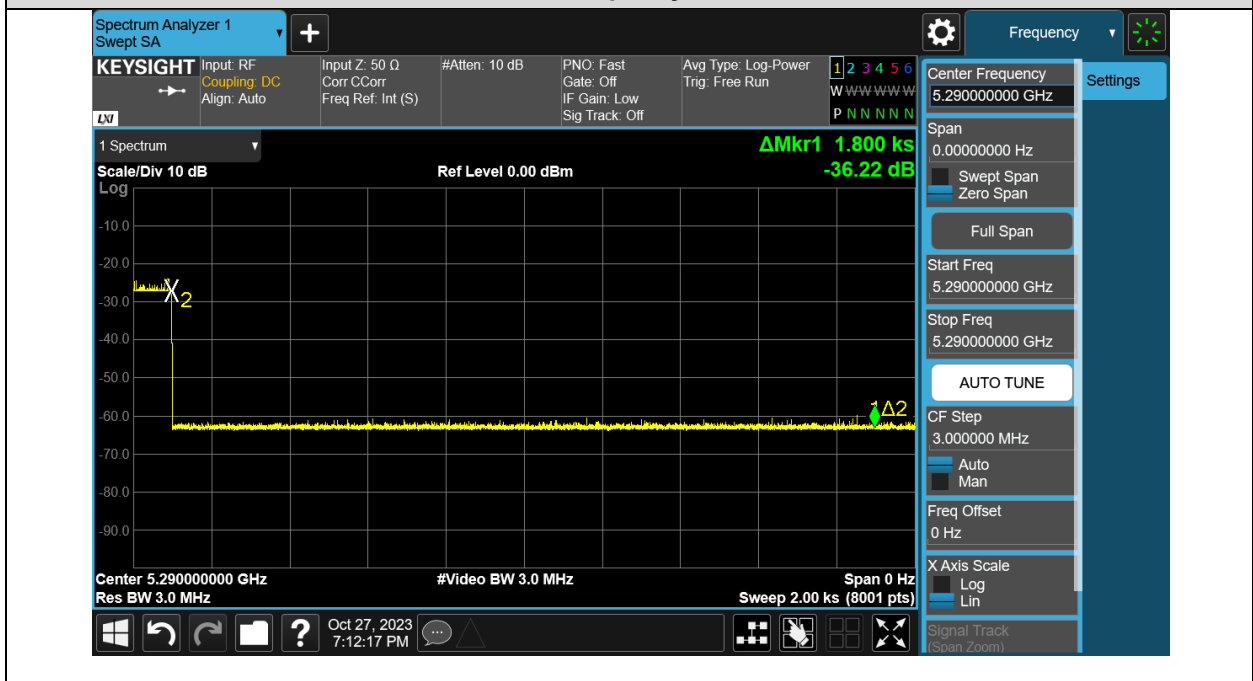 Spectrum Analyzer 1
Swept SA
Frequency
KEYSIGHT
LXI
Input: RF
Coupling: DC
Align: Auto
Input Z: 50 Ω
Corr CCorr
Freq Ref: Int (S)
#Atten: 10 dB
PNO: Fast
Gate: Off
IF Gain: Low
Sig Track: Off
Avg Type: Log-Power
Trig: Free Run
1 2 3 4 5 6
W W W W W W
P N N N N N
1 Spectrum
ΔMkr1 1.800 ks
Scale/Div 10 dB
Ref Level 0.00 dBm
-36.22 dB
Log
-10.0
-20.0
-30.0
-40.0
-50.0
-60.0
-70.0
-80.0
-90.0
X2
1Δ2
Center 5.290000000 GHz
#Video BW 3.0 MHz
Span 0 Hz
Res BW 3.0 MHz
Sweep 2.00 ks (8001 pts)
Oct 27, 2023
7:12:17 PM
Center Frequency
5.290000000 GHz
Settings
Span
0.00000000 Hz
Swept Span
Zero Span
Full Span
Start Freq
5.290000000 GHz
Stop Freq
5.290000000 GHz
AUTO TUNE
CF Step
3.000000 MHz
Auto
Man
Freq Offset
0 Hz
X Axis Scale
Log
Lin
Signal Track
(Span Zoom)